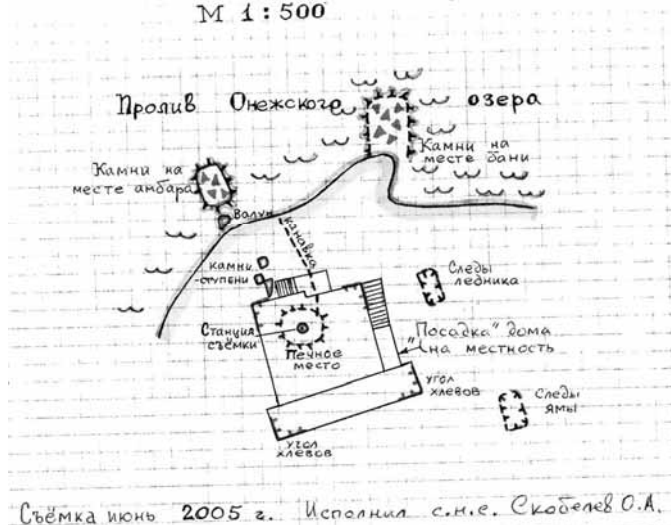 М 1:500
Пролив Онежского озера
Камни на
месте бани
Камни на
месте амбара
Валун
канавка
камни
-ступени
Следы
ледника
Станция
съёмки
Печное
место
"Посадка" дома
на местность
угол
хлевов
Следы
ямы
угол
хлевов
Съёмка июнь 2005 г. Исполнил с.н.с. Скобелев О.А.